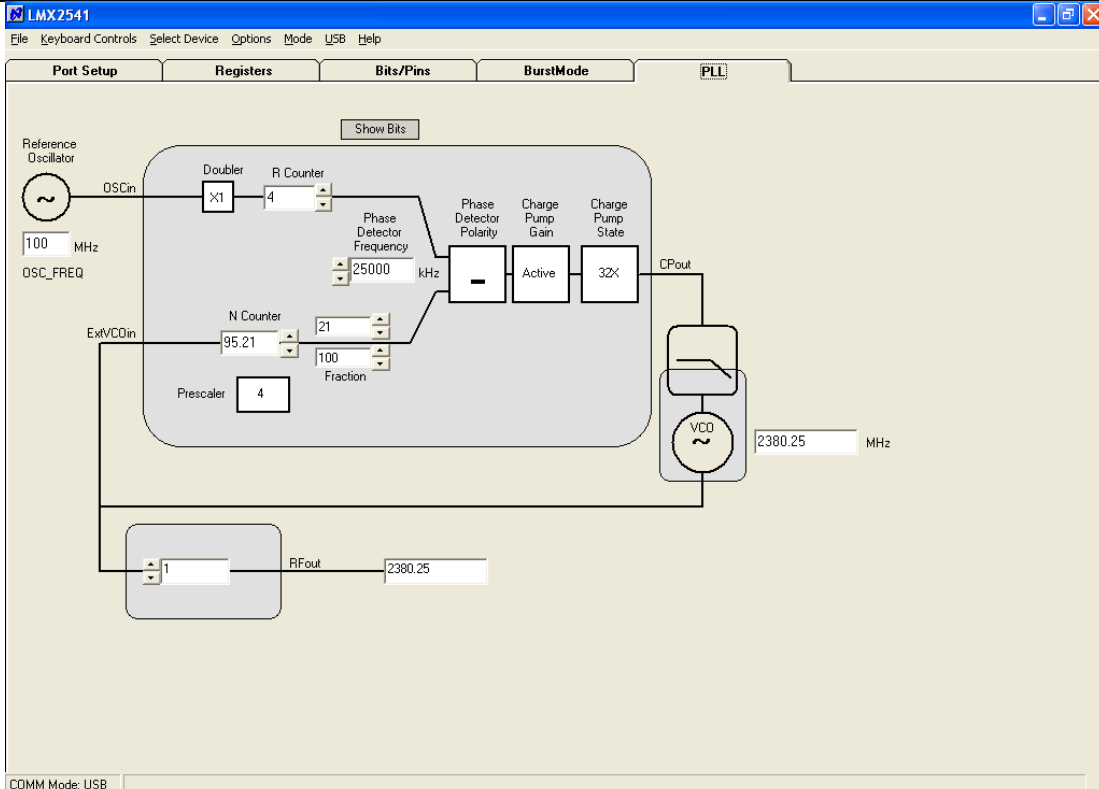 LMX2541
File Keyboard Controls Select Device Options Mode USB Help
Port Setup Registers Bits/Pins BurstMode PLL
Show Bits
Reference
Oscillator
OSCin
100 MHz
OSC_FREQ
Doubler
X1
R Counter
4
Phase
Detector
Frequency
25000 kHz
Phase
Detector
Polarity
-
Charge
Pump
Gain
Active
Charge
Pump
State
32X
CPout
ExtVCOin
N Counter
95.21
21
100
Fraction
Prescaler 4
VCO
2380.25 MHz
1
RFout
2380.25
COMM Mode: USB